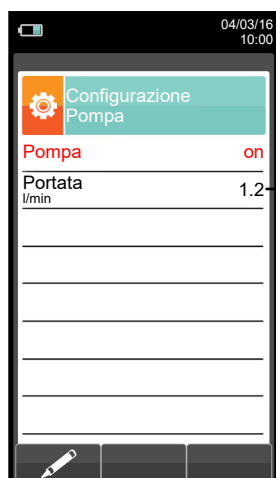 04/03/16
10:00
Configurazione
Pompa
Pompa on
Portata 1.2
l/min